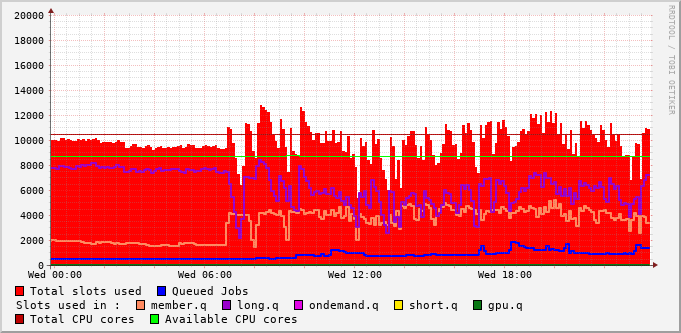 20000
18000
16000
14000
12000
10000
8000
6000
4000
2000
0
Wed 00:00 Wed 06:00 Wed 12:00 Wed 18:00
Total slots used Queued Jobs
Slots used in : member.q long.q ondemand.q short.q gpu.q
Total CPU cores Available CPU cores
RRDTOOL / TOBI OETIKER